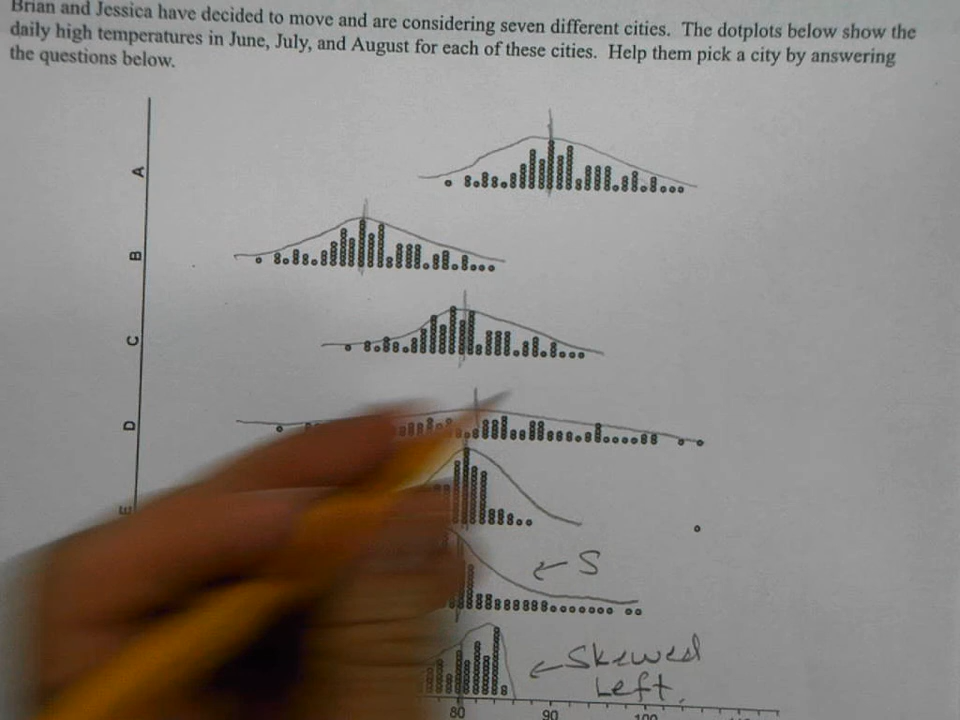 Brian and Jessica have decided to move and are considering seven different cities. The dotplots below show the
daily high temperatures in June, July, and August for each of these cities. Help them pick a city by answering
the questions below.
A
B
C
D
E
← S
← Skewed
Left.
80
90
100